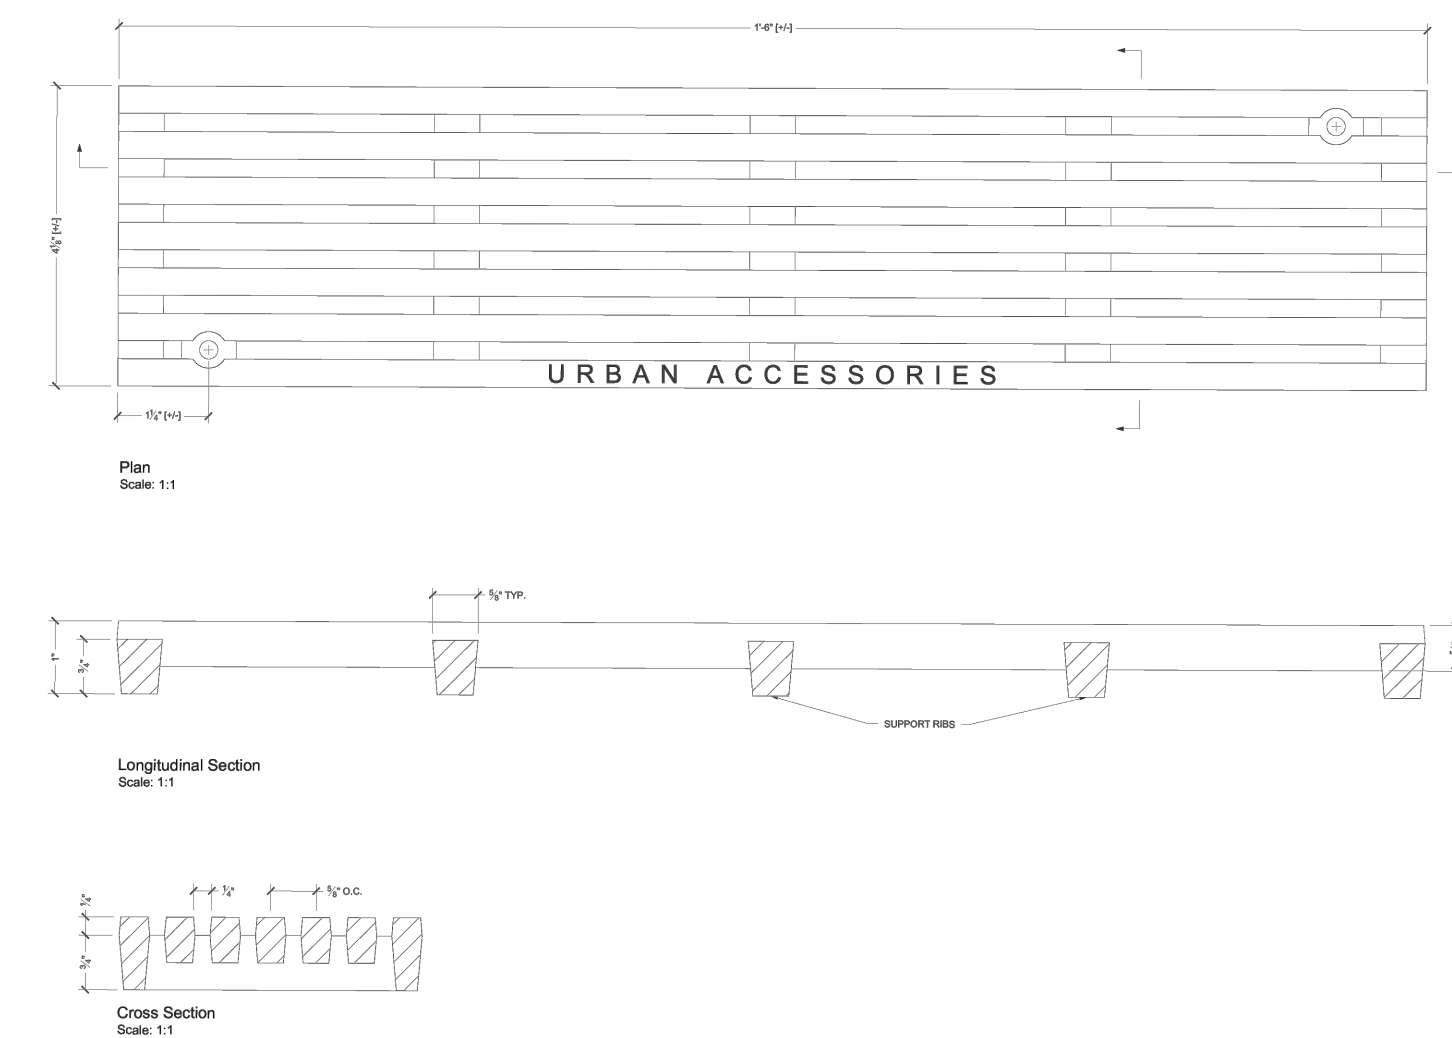 1'-6" [+/-]
4⅛" [+/-]
URBAN ACCESSORIES
1¼" [+/-]
Plan
Scale: 1:1
⅝" TYP.
1"
¾"
SUPPORT RIBS
Longitudinal Section
Scale: 1:1
¼"
⅝" O.C.
¼"
¾"
Cross Section
Scale: 1:1